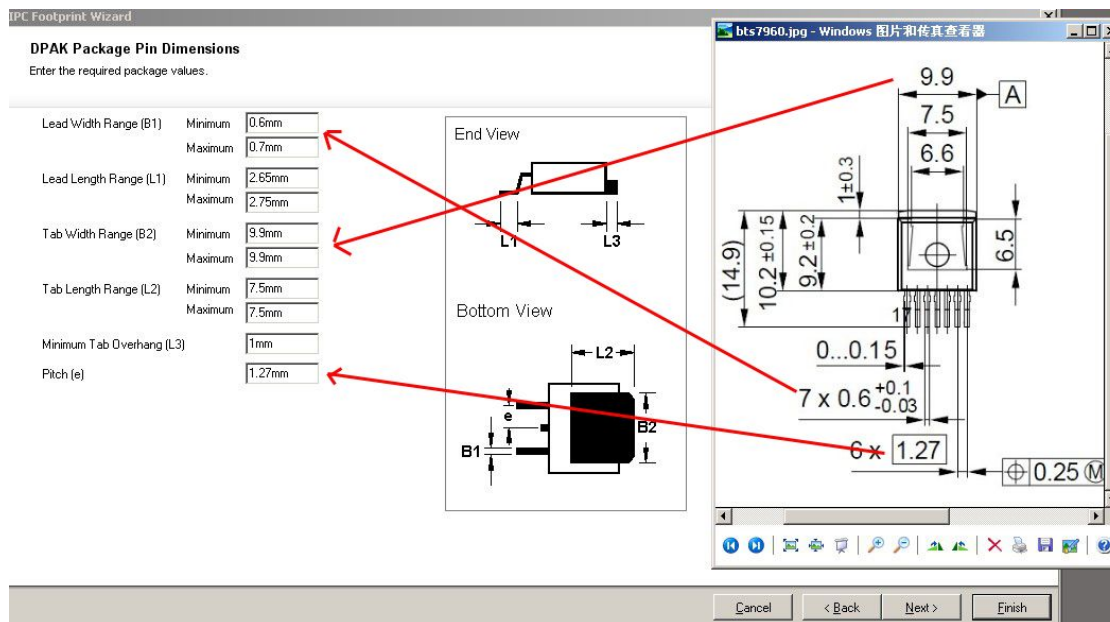 IPC Footprint Wizard
DPAK Package Pin Dimensions
Enter the required package values.
Lead Width Range (B1) Minimum 0.6mm
Maximum 0.7mm
Lead Length Range (L1) Minimum 2.65mm
Maximum 2.75mm
Tab Width Range (B2) Minimum 9.9mm
Maximum 9.9mm
Tab Length Range (L2) Minimum 7.5mm
Maximum 7.5mm
Minimum Tab Overhang (L3) 1mm
Pitch (e) 1.27mm
End View
L1 L3
Bottom View
L2
e
B2
B1
bts7960.jpg - Windows 图片和传真查看器
9.9
A
7.5
6.6
1±0.3
(14.9)
10.2 ±0.15
9.2 ±0.2
6.5
17
0...0.15
7 x 0.6 +0.1 -0.03
6 x 1.27
0.25 Ⓜ
Cancel < Back Next > Finish